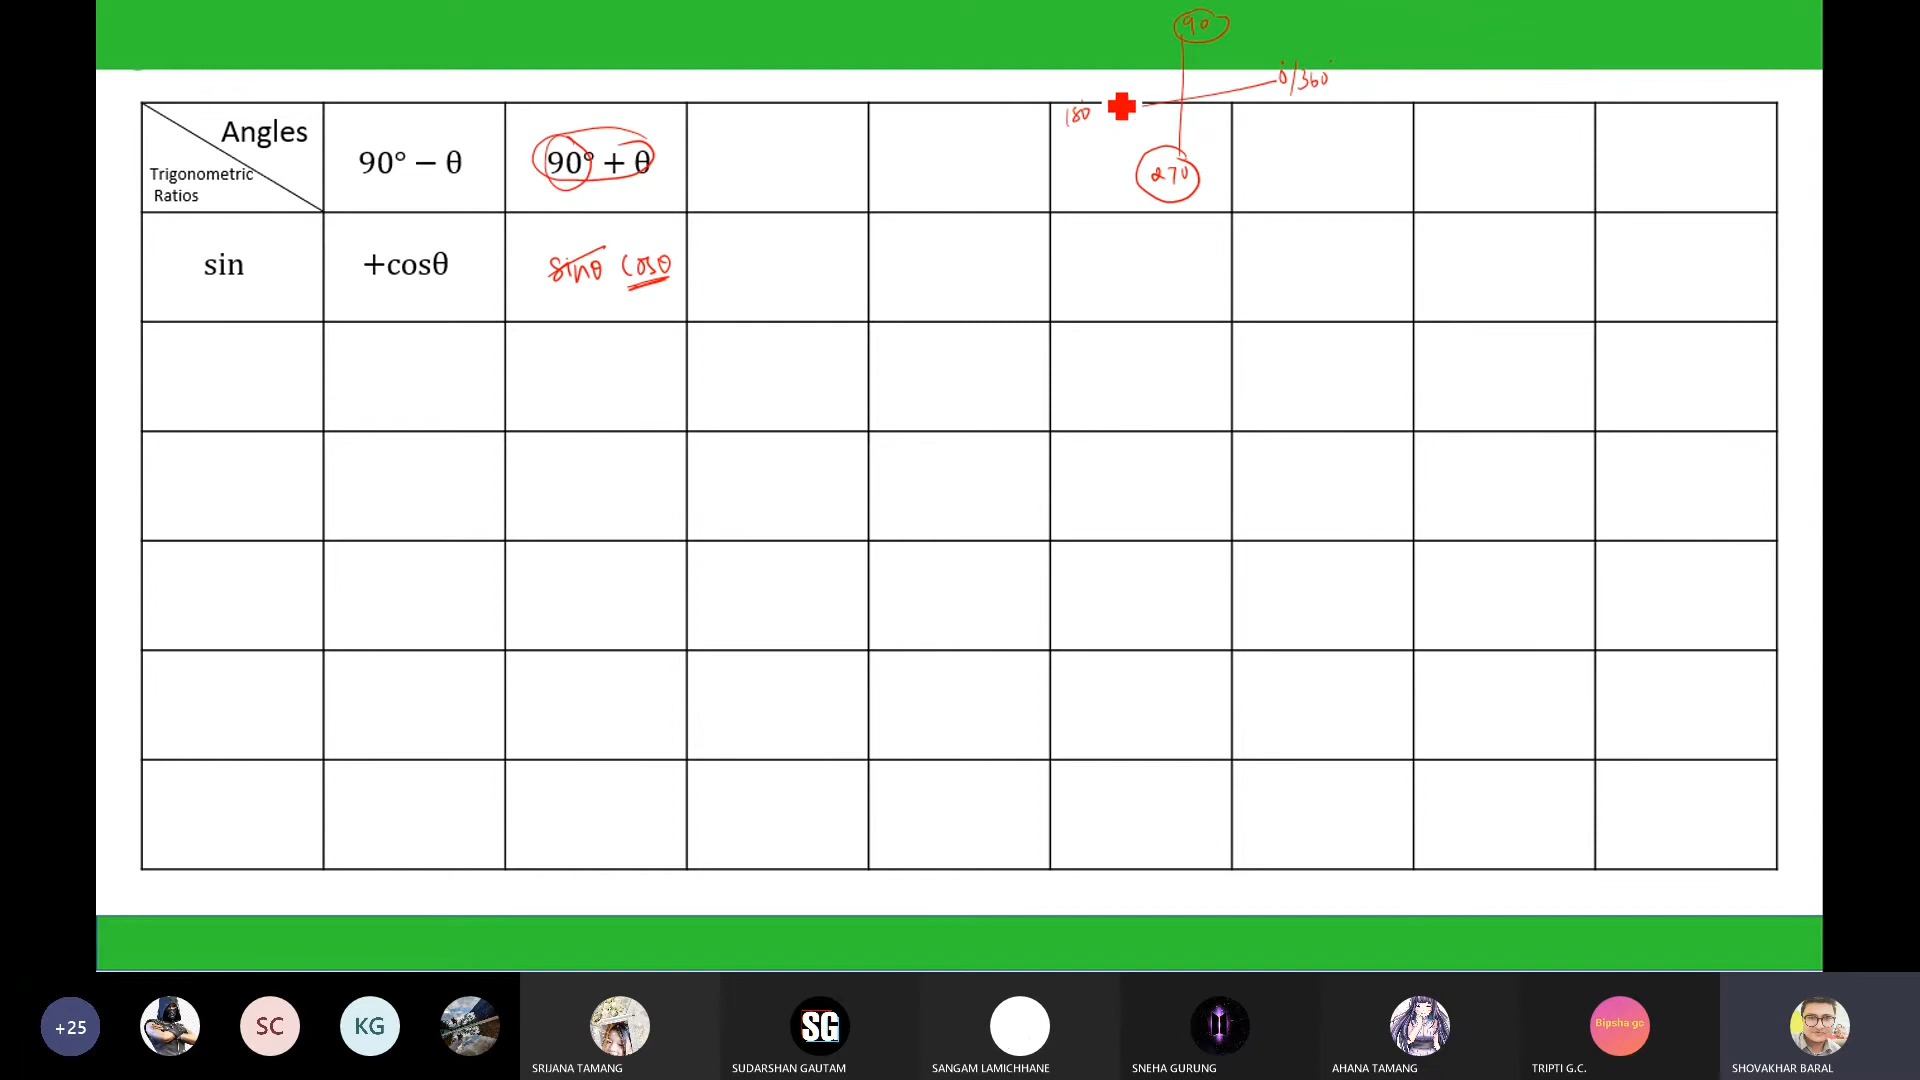 90
0°/360°
180°
270
Angles
Trigonometric
Ratios
90° − θ
90° + θ
sin
+cosθ
sinθ cosθ
+25
SC
KG
SG
Bipsha gc
SRIJANA TAMANG
SUDARSHAN GAUTAM
SANGAM LAMICHHANE
SNEHA GURUNG
AHANA TAMANG
TRIPTI G.C.
SHOVAKHAR BARAL